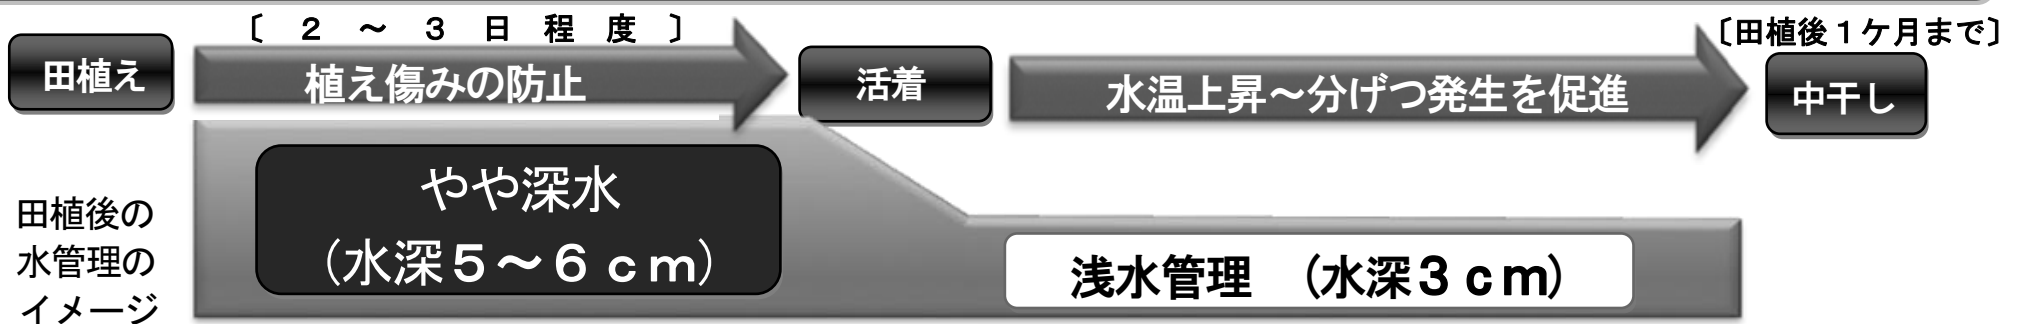 〔２～３日程度〕
〔田植後１ケ月まで〕
田植え
植え傷みの防止
活着
水温上昇～分げつ発生を促進
中干し
やや深水
（水深５～６ｃｍ）
田植後の
水管理の
イメージ
浅水管理　（水深３ｃｍ）